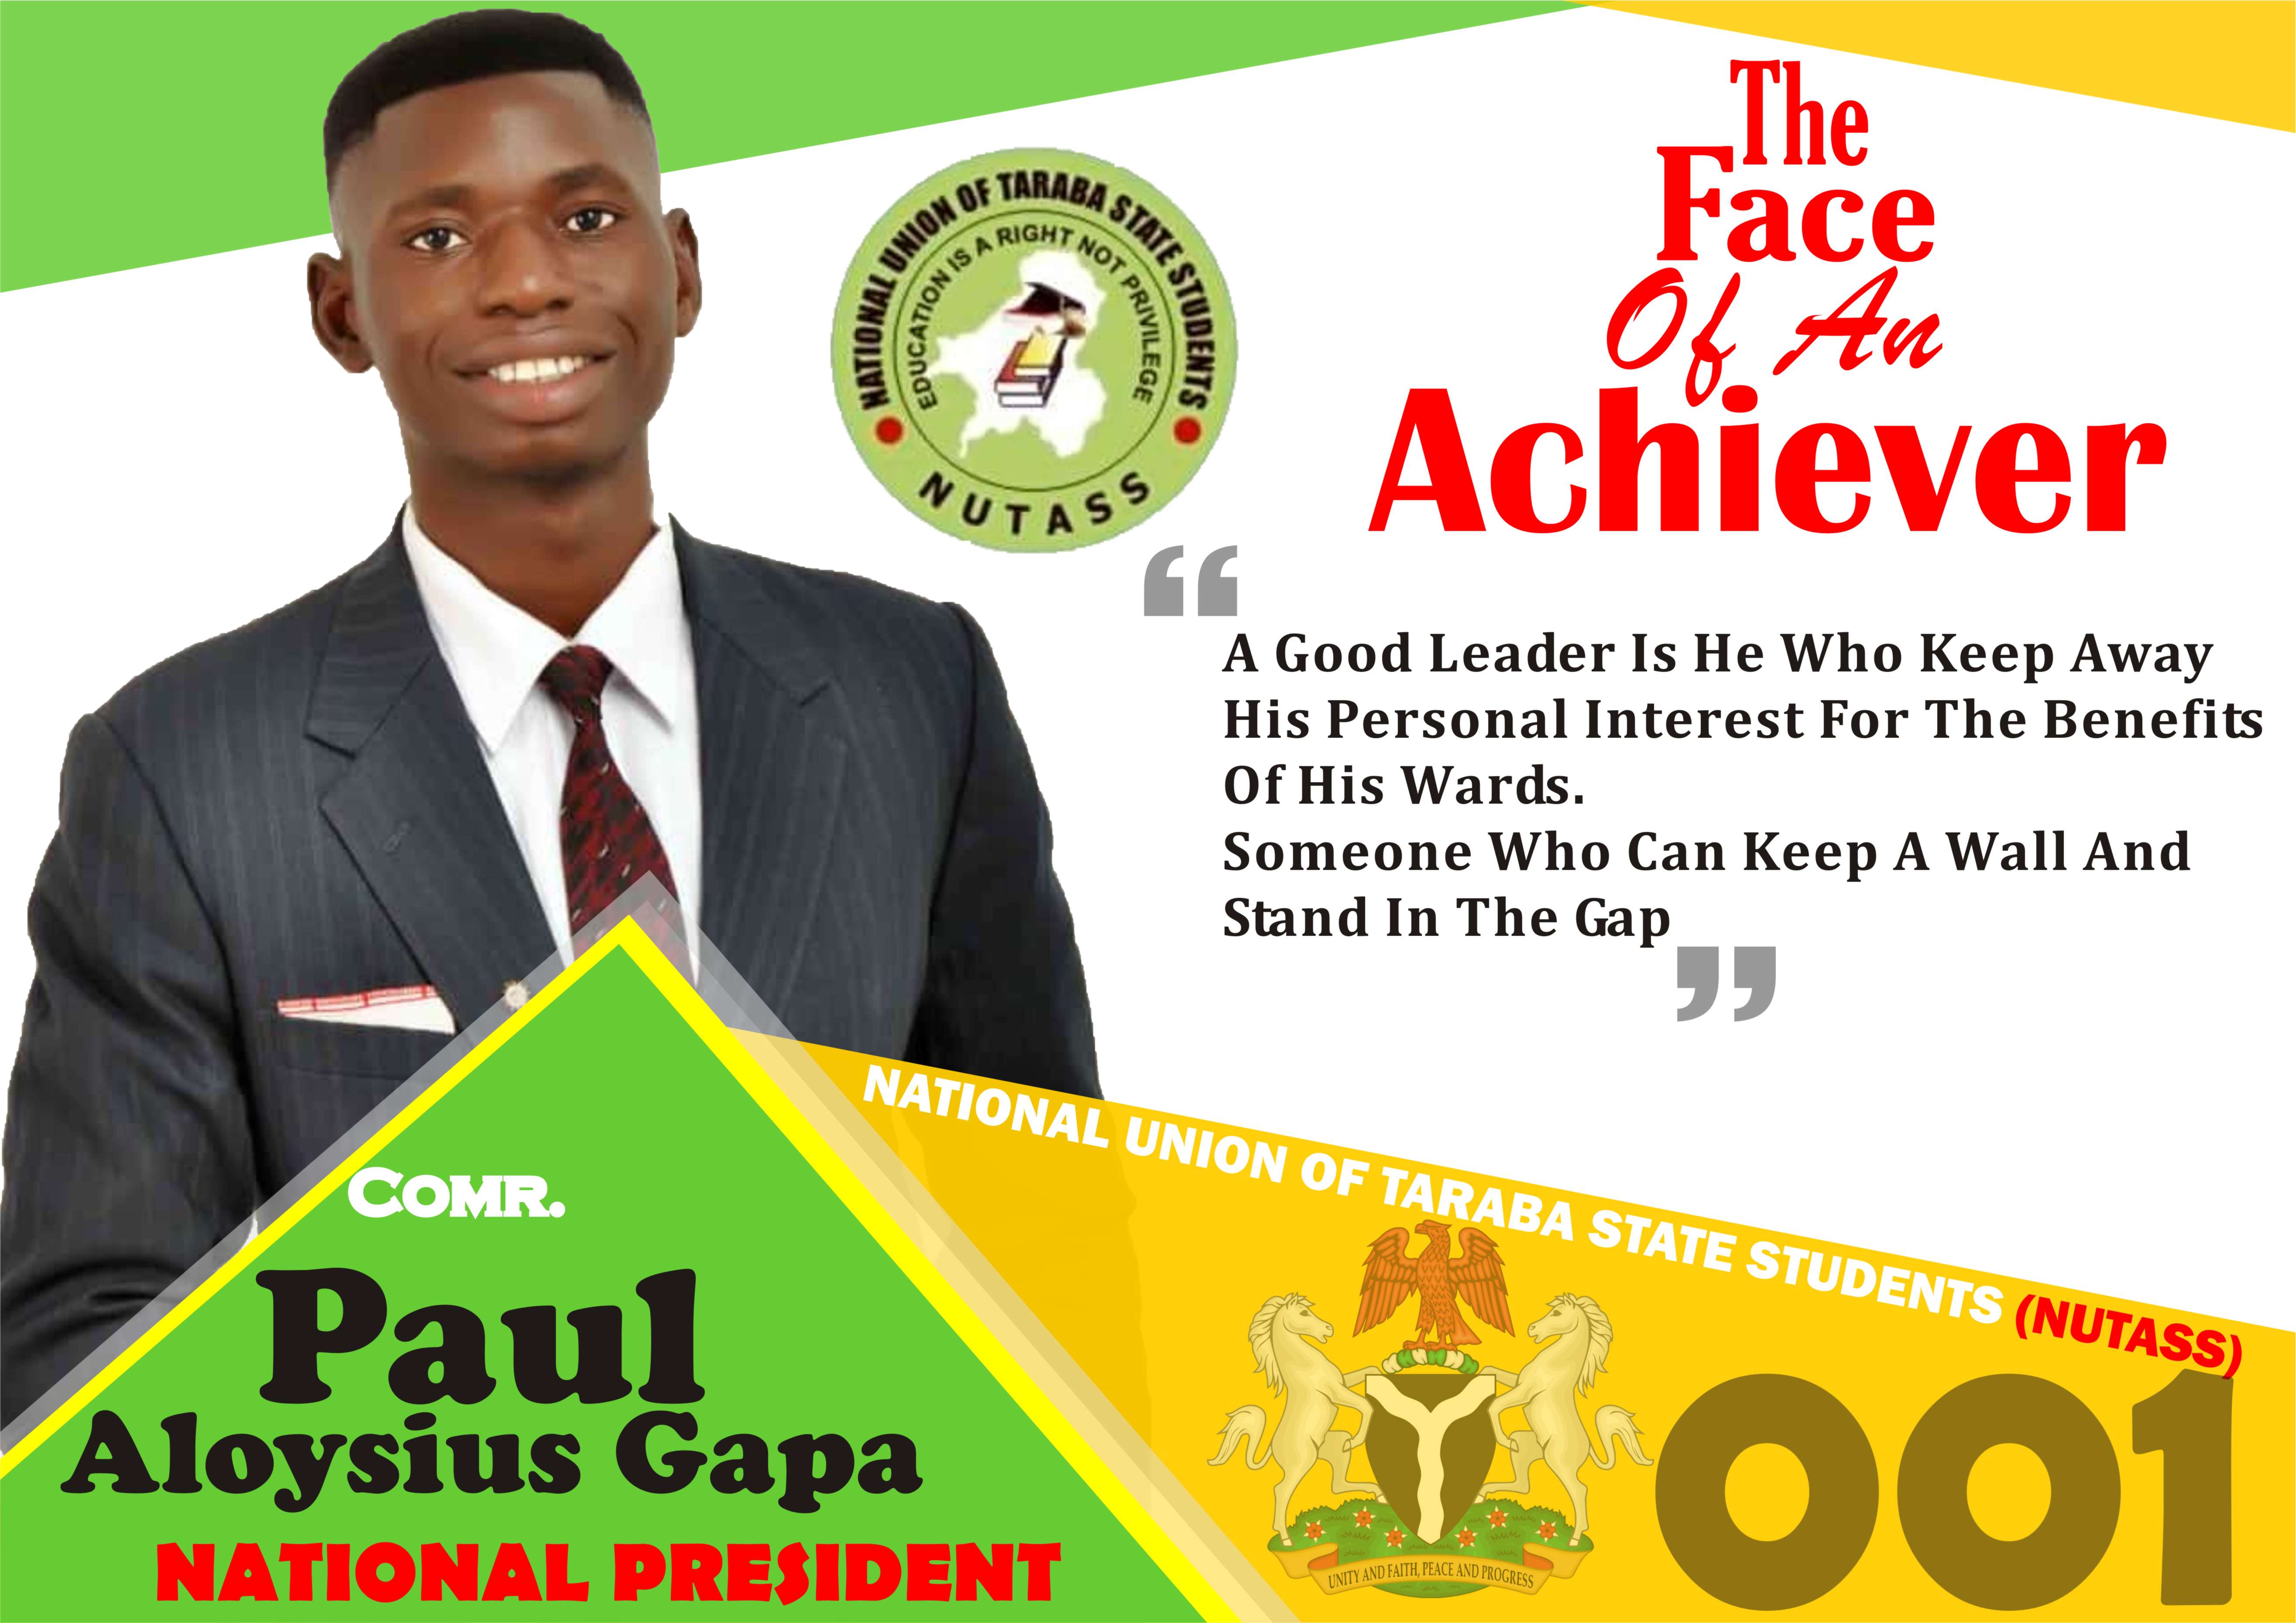 The
Face
Of An
Achiever
NATIONAL UNION OF TARABA STATE STUDENTS
EDUCATION IS A RIGHT NOT PRIVILEGE
NUTASS
“
A Good Leader Is He Who Keep Away
His Personal Interest For The Benefits
Of His Wards.
Someone Who Can Keep A Wall And
Stand In The Gap
”
NATIONAL UNION OF TARABA STATE STUDENTS (NUTASS)
COMR.
Paul
Aloysius Gapa
NATIONAL PRESIDENT
UNITY AND FAITH, PEACE AND PROGRESS
001